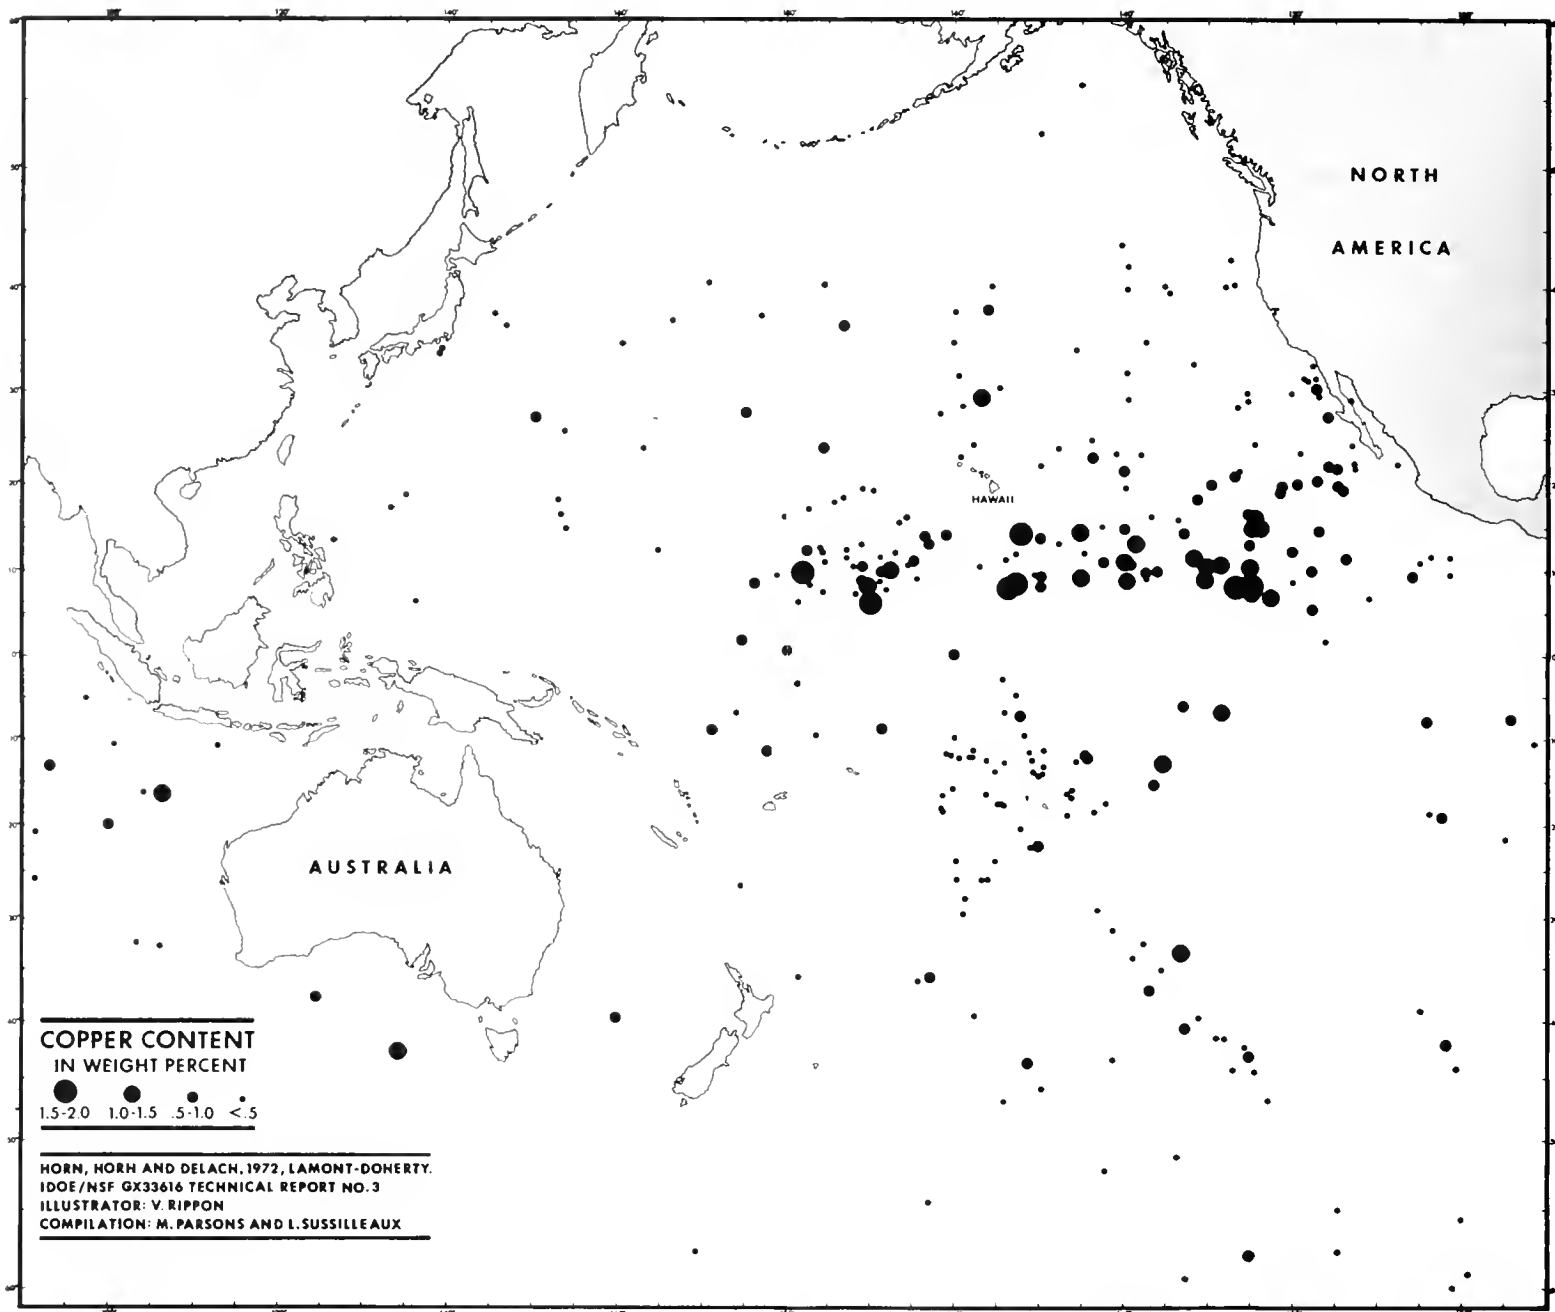 NORTH
AMERICA
HAWAII
AUSTRALIA
COPPER CONTENT
IN WEIGHT PERCENT
1.5-2.0 1.0-1.5 .5-1.0 <.5
HORN, HORH AND DELACH, 1972, LAMONT-DOHERTY.
IDOE/NSF GX33616 TECHNICAL REPORT NO. 3
ILLUSTRATOR: V. RIPPON
COMPILATION: M. PARSONS AND L. SUSSILLEAUX